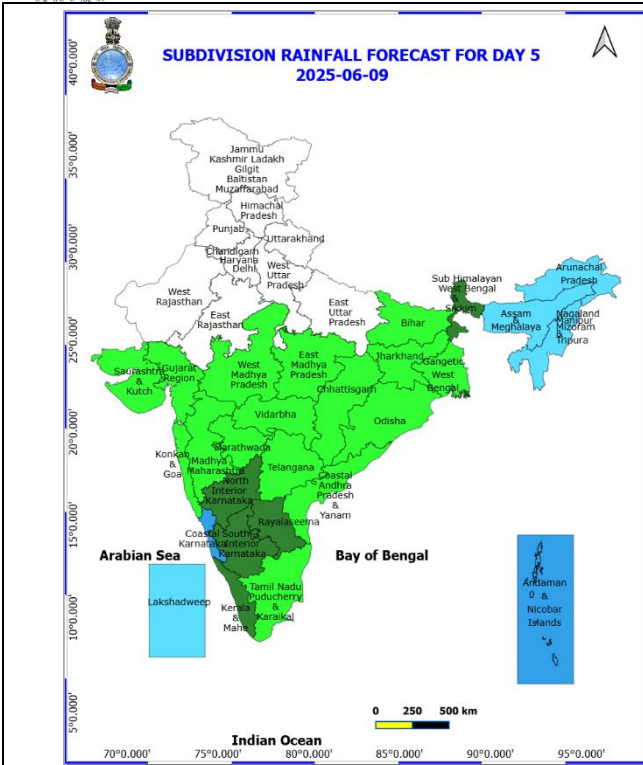 SUBDIVISION RAINFALL FORECAST FOR DAY 5
2025-06-09
40°0.000'
35°0.000'
30°0.000'
25°0.000'
20°0.000'
15°0.000'
10°0.000'
5°0.000'
Jammu
Kashmir Ladakh
Gilgit
Baltistan
Muzaffarabad
Himachal
Pradesh
Punjab
Uttarakhand
Chandigarh
Haryana
Delhi
West
Uttar
Pradesh
West
Rajasthan
East
Rajasthan
East
Uttar
Pradesh
Sub Himalayan
West Bengal
&
Sikkim
Arunachal
Pradesh
Assam
&
Meghalaya
Nagaland
Manipur
Mizoram
&
Tripura
Bihar
Saurashtra
&
Kutch
Gujarat
Region
West
Madhya
Pradesh
East
Madhya
Pradesh
Jharkhand
Gangetic
West
Bengal
Chhattisgarh
Odisha
Vidarbha
Konkan
&
Goa
Marathwada
Madhya
Maharashtra
Telangana
North
Interior
Karnataka
Coastal
Andhra
Pradesh
&
Yanam
Rayalaseema
Coastal
Karnataka
South
Interior
Karnataka
Arabian Sea
Bay of Bengal
Lakshadweep
Kerala
&
Mahe
Tamil Nadu
Puducherry
&
Karaikal
Andaman
&
Nicobar
Islands
0 250 500 km
Indian Ocean
70°0.000' 75°0.000' 80°0.000' 85°0.000' 90°0.000' 95°0.000'